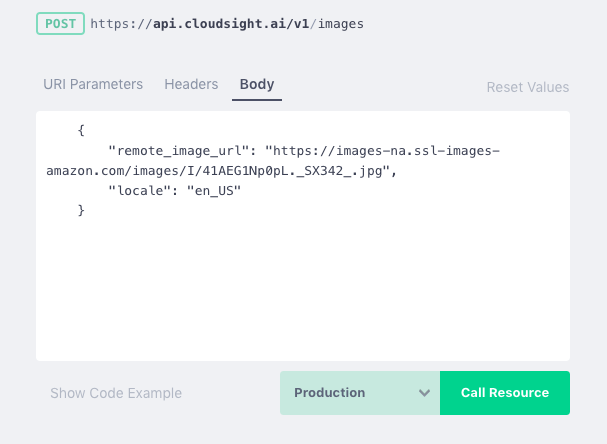 POST https://api.cloudsight.ai/v1/images
URI Parameters Headers Body Reset Values
{
"remote_image_url": "https://images-na.ssl-images-
amazon.com/images/I/41AEG1Np0pL._SX342_.jpg",
"locale": "en_US"
}
Show Code Example Production Call Resource